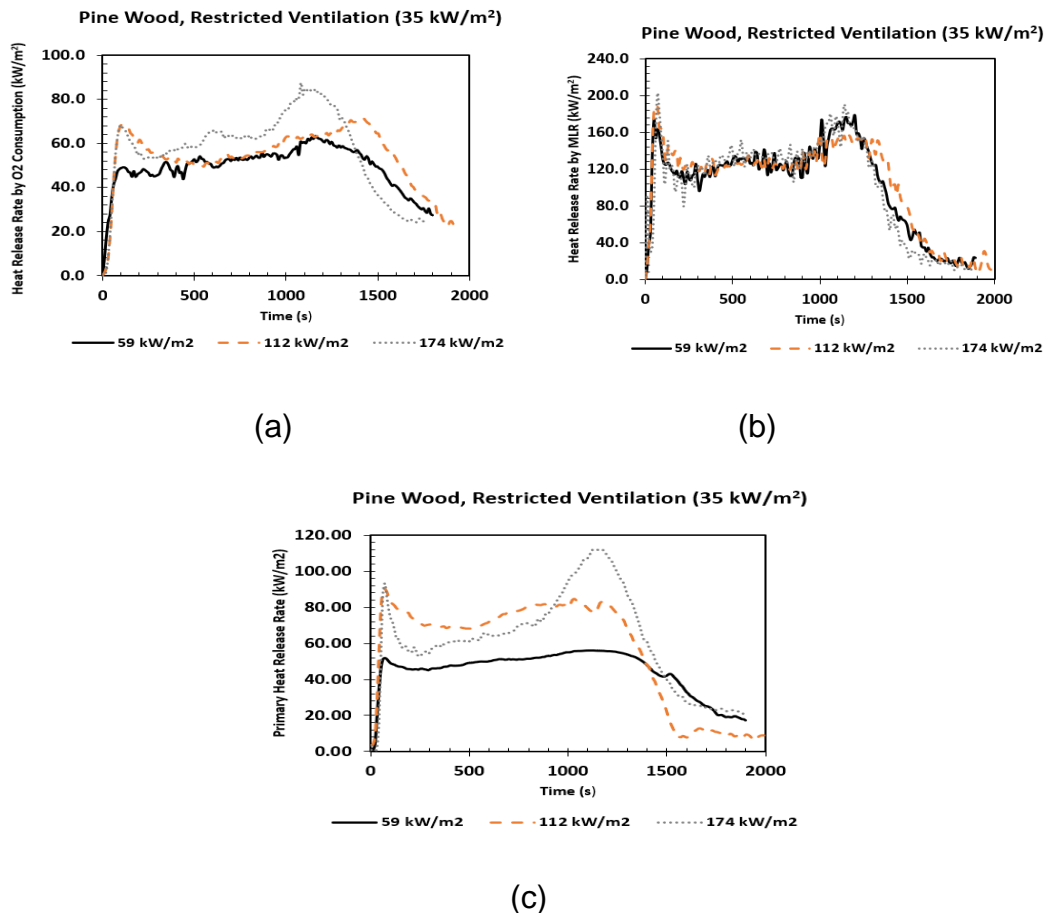 Pine Wood, Restricted Ventilation (35 kW/m²)
Heat Release Rate by O2 Consumption (kW/m²)
100.0
80.0
60.0
40.0
20.0
0.0
0 500 1000 1500 2000
Time (s)
59 kW/m2 112 kW/m2 174 kW/m2
(a)
Pine Wood, Restricted Ventilation (35 kW/m²)
Heat Release Rate by MLR (kW/m²)
240.0
200.0
160.0
120.0
80.0
40.0
0.0
0 500 1000 1500 2000
Time (s)
59 kW/m2 112 kW/m2 174 kW/m2
(b)
Pine Wood, Restricted Ventilation (35 kW/m²)
Primary Heat Release Rate (kW/m2)
120.00
100.00
80.00
60.00
40.00
20.00
0.00
0 500 1000 1500 2000
Time (s)
59 kW/m2 112 kW/m2 174 kW/m2
(c)